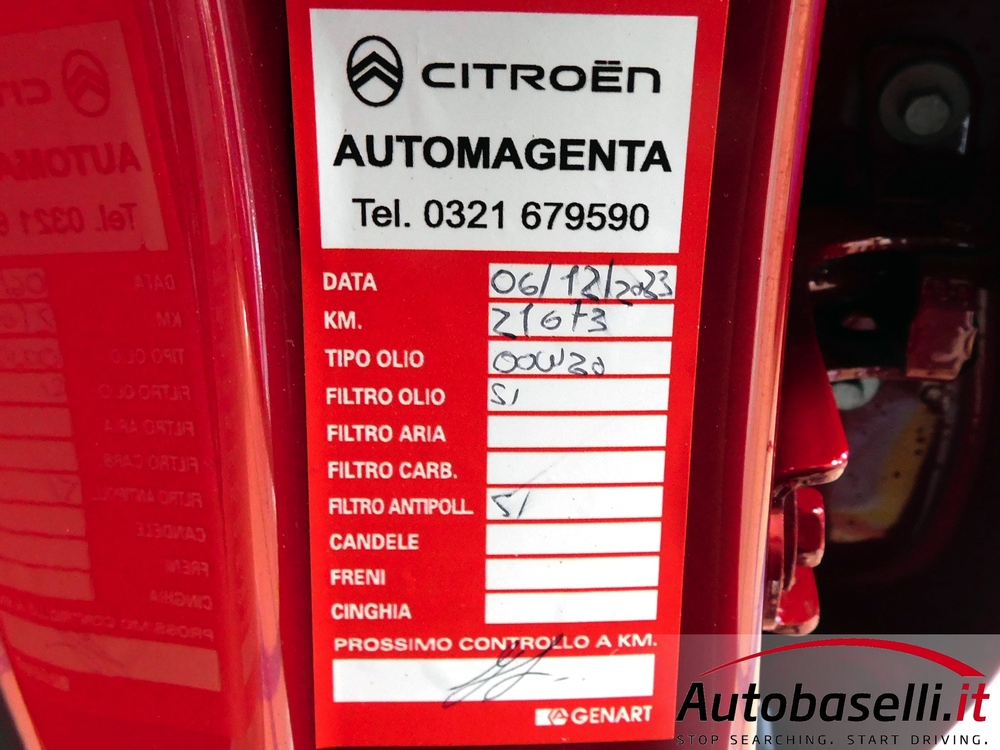 CITROËN
AUTOMAGENTA
Tel. 0321 679590
DATA 06/12/2023
KM. 21673
TIPO OLIO 00W20
FILTRO OLIO SI
FILTRO ARIA
FILTRO CARB.
FILTRO ANTIPOLL. SI
CANDELE
FRENI
CINGHIA
PROSSIMO CONTROLLO A KM.
GENART
Autobaselli.it
STOP SEARCHING. START DRIVING.